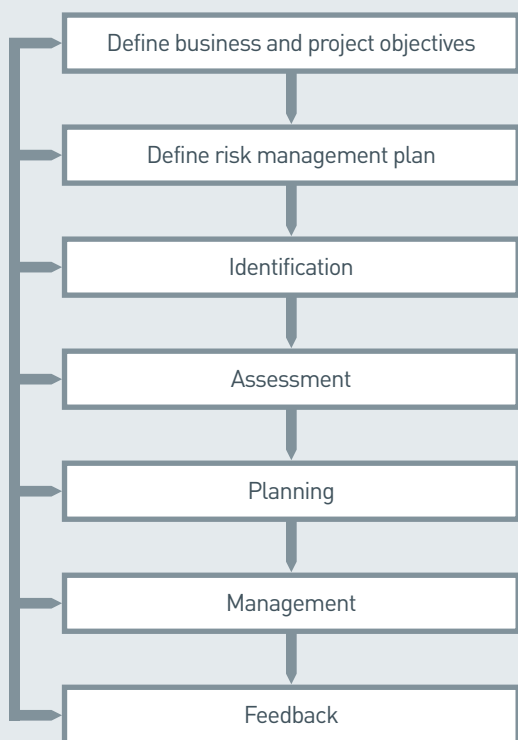 Define business and project objectives
Define risk management plan
Identification
Assessment
Planning
Management
Feedback